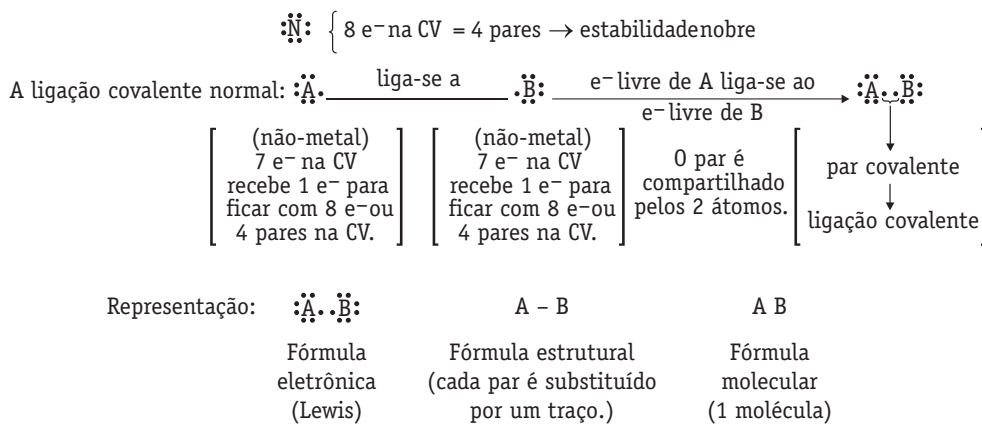 :N: { 8 e– na CV = 4 pares → estabilidadenobre
A ligação covalente normal: :A. liga-se a .B: e– livre de A liga-se ao e– livre de B :A..B:
(não-metal)
7 e– na CV
recebe 1 e– para
ficar com 8 e–ou
4 pares na CV.
(não-metal)
7 e– na CV
recebe 1 e– para
ficar com 8 e–ou
4 pares na CV.
O par é
compartilhado
pelos 2 átomos.
par covalente
ligação covalente
Representação: :A..B: A – B A B
Fórmula
eletrônica
(Lewis)
Fórmula estrutural
(cada par é substituído
por um traço.)
Fórmula
molecular
(1 molécula)